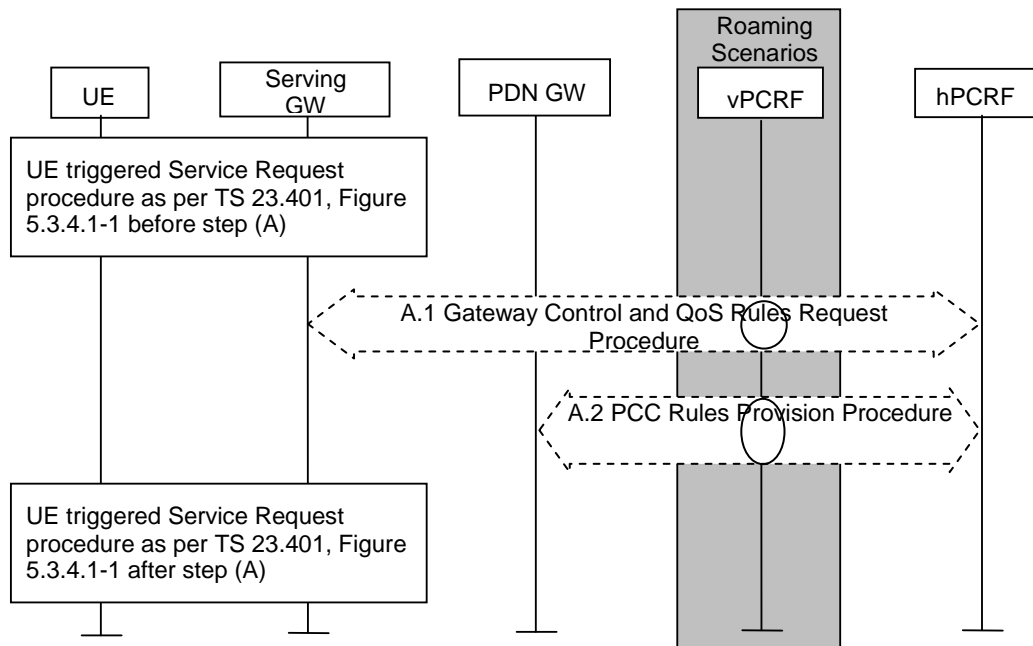 Roaming
Scenarios
UE
Serving
GW
PDN GW
vPCRF
hPCRF
UE triggered Service Request
procedure as per TS 23.401, Figure
5.3.4.1-1 before step (A)
A.1 Gateway Control and QoS Rules Request
Procedure
A.2 PCC Rules Provision Procedure
UE triggered Service Request
procedure as per TS 23.401, Figure
5.3.4.1-1 after step (A)